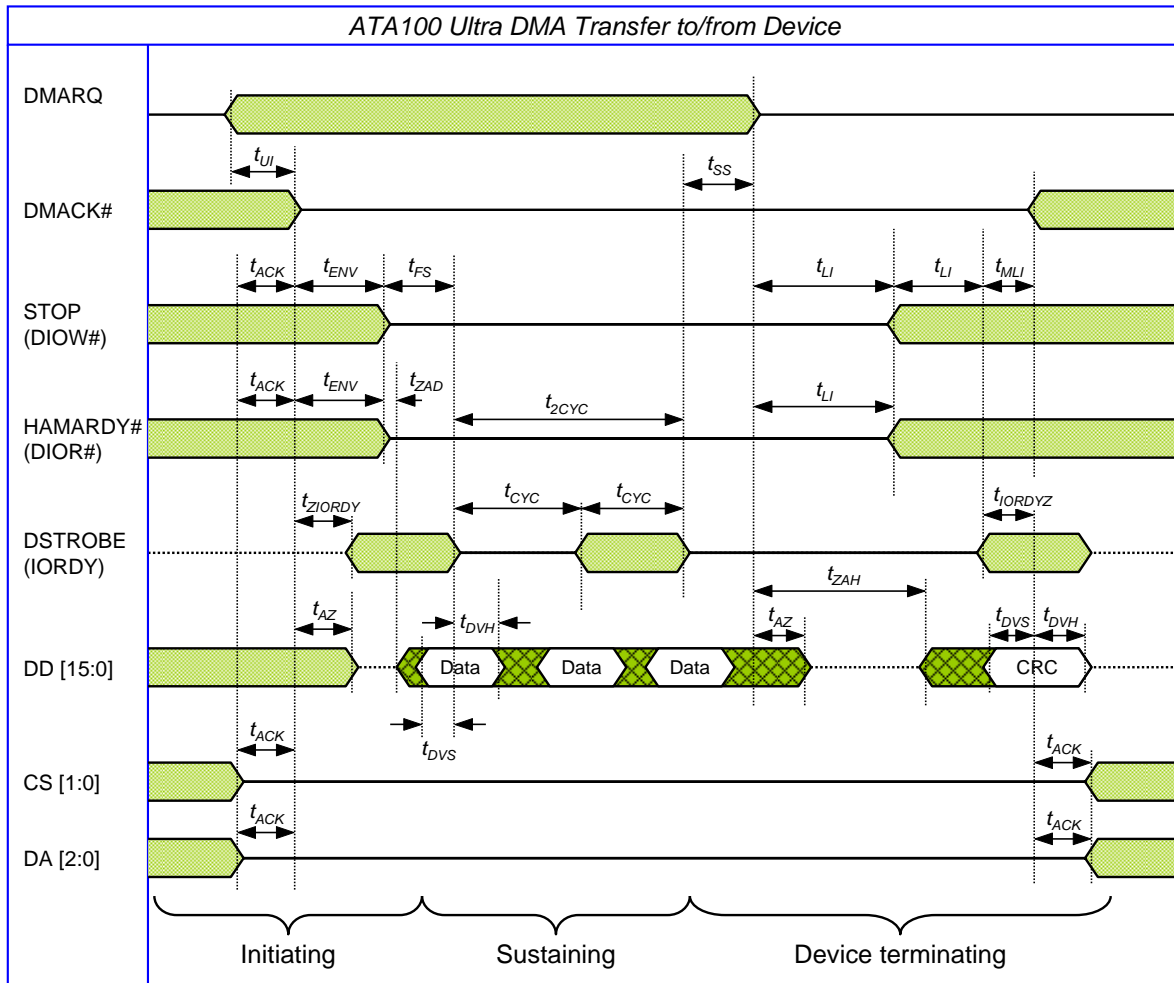 ATA100 Ultra DMA Transfer to/from Device
DMARQ
tUI
tSS
DMACK#
tACK tENV tFS tLI tLI tMLI
STOP
(DIOW#)
tACK tENV tZAD
t2CYC tLI
HAMARDY#
(DIOR#)
tZIORDY tCYC tCYC tIORDYZ
DSTROBE
(IORDY)
tZAH
tAZ tDVH tAZ tDVS tDVH
DD [15:0] Data Data Data CRC
tDVS
tACK tACK
CS [1:0]
tACK tACK
DA [2:0]
Initiating Sustaining Device terminating